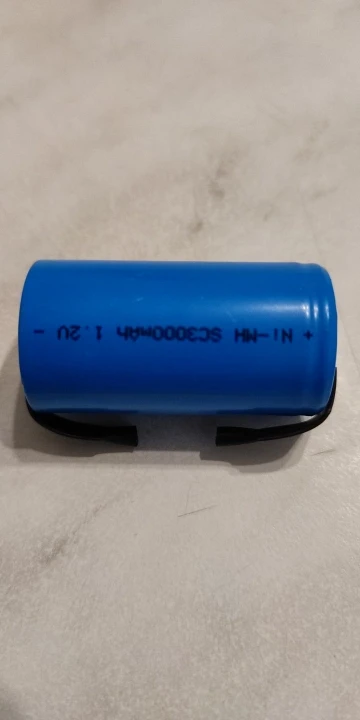 + Ni-MH SC3000mAh 1.2V -